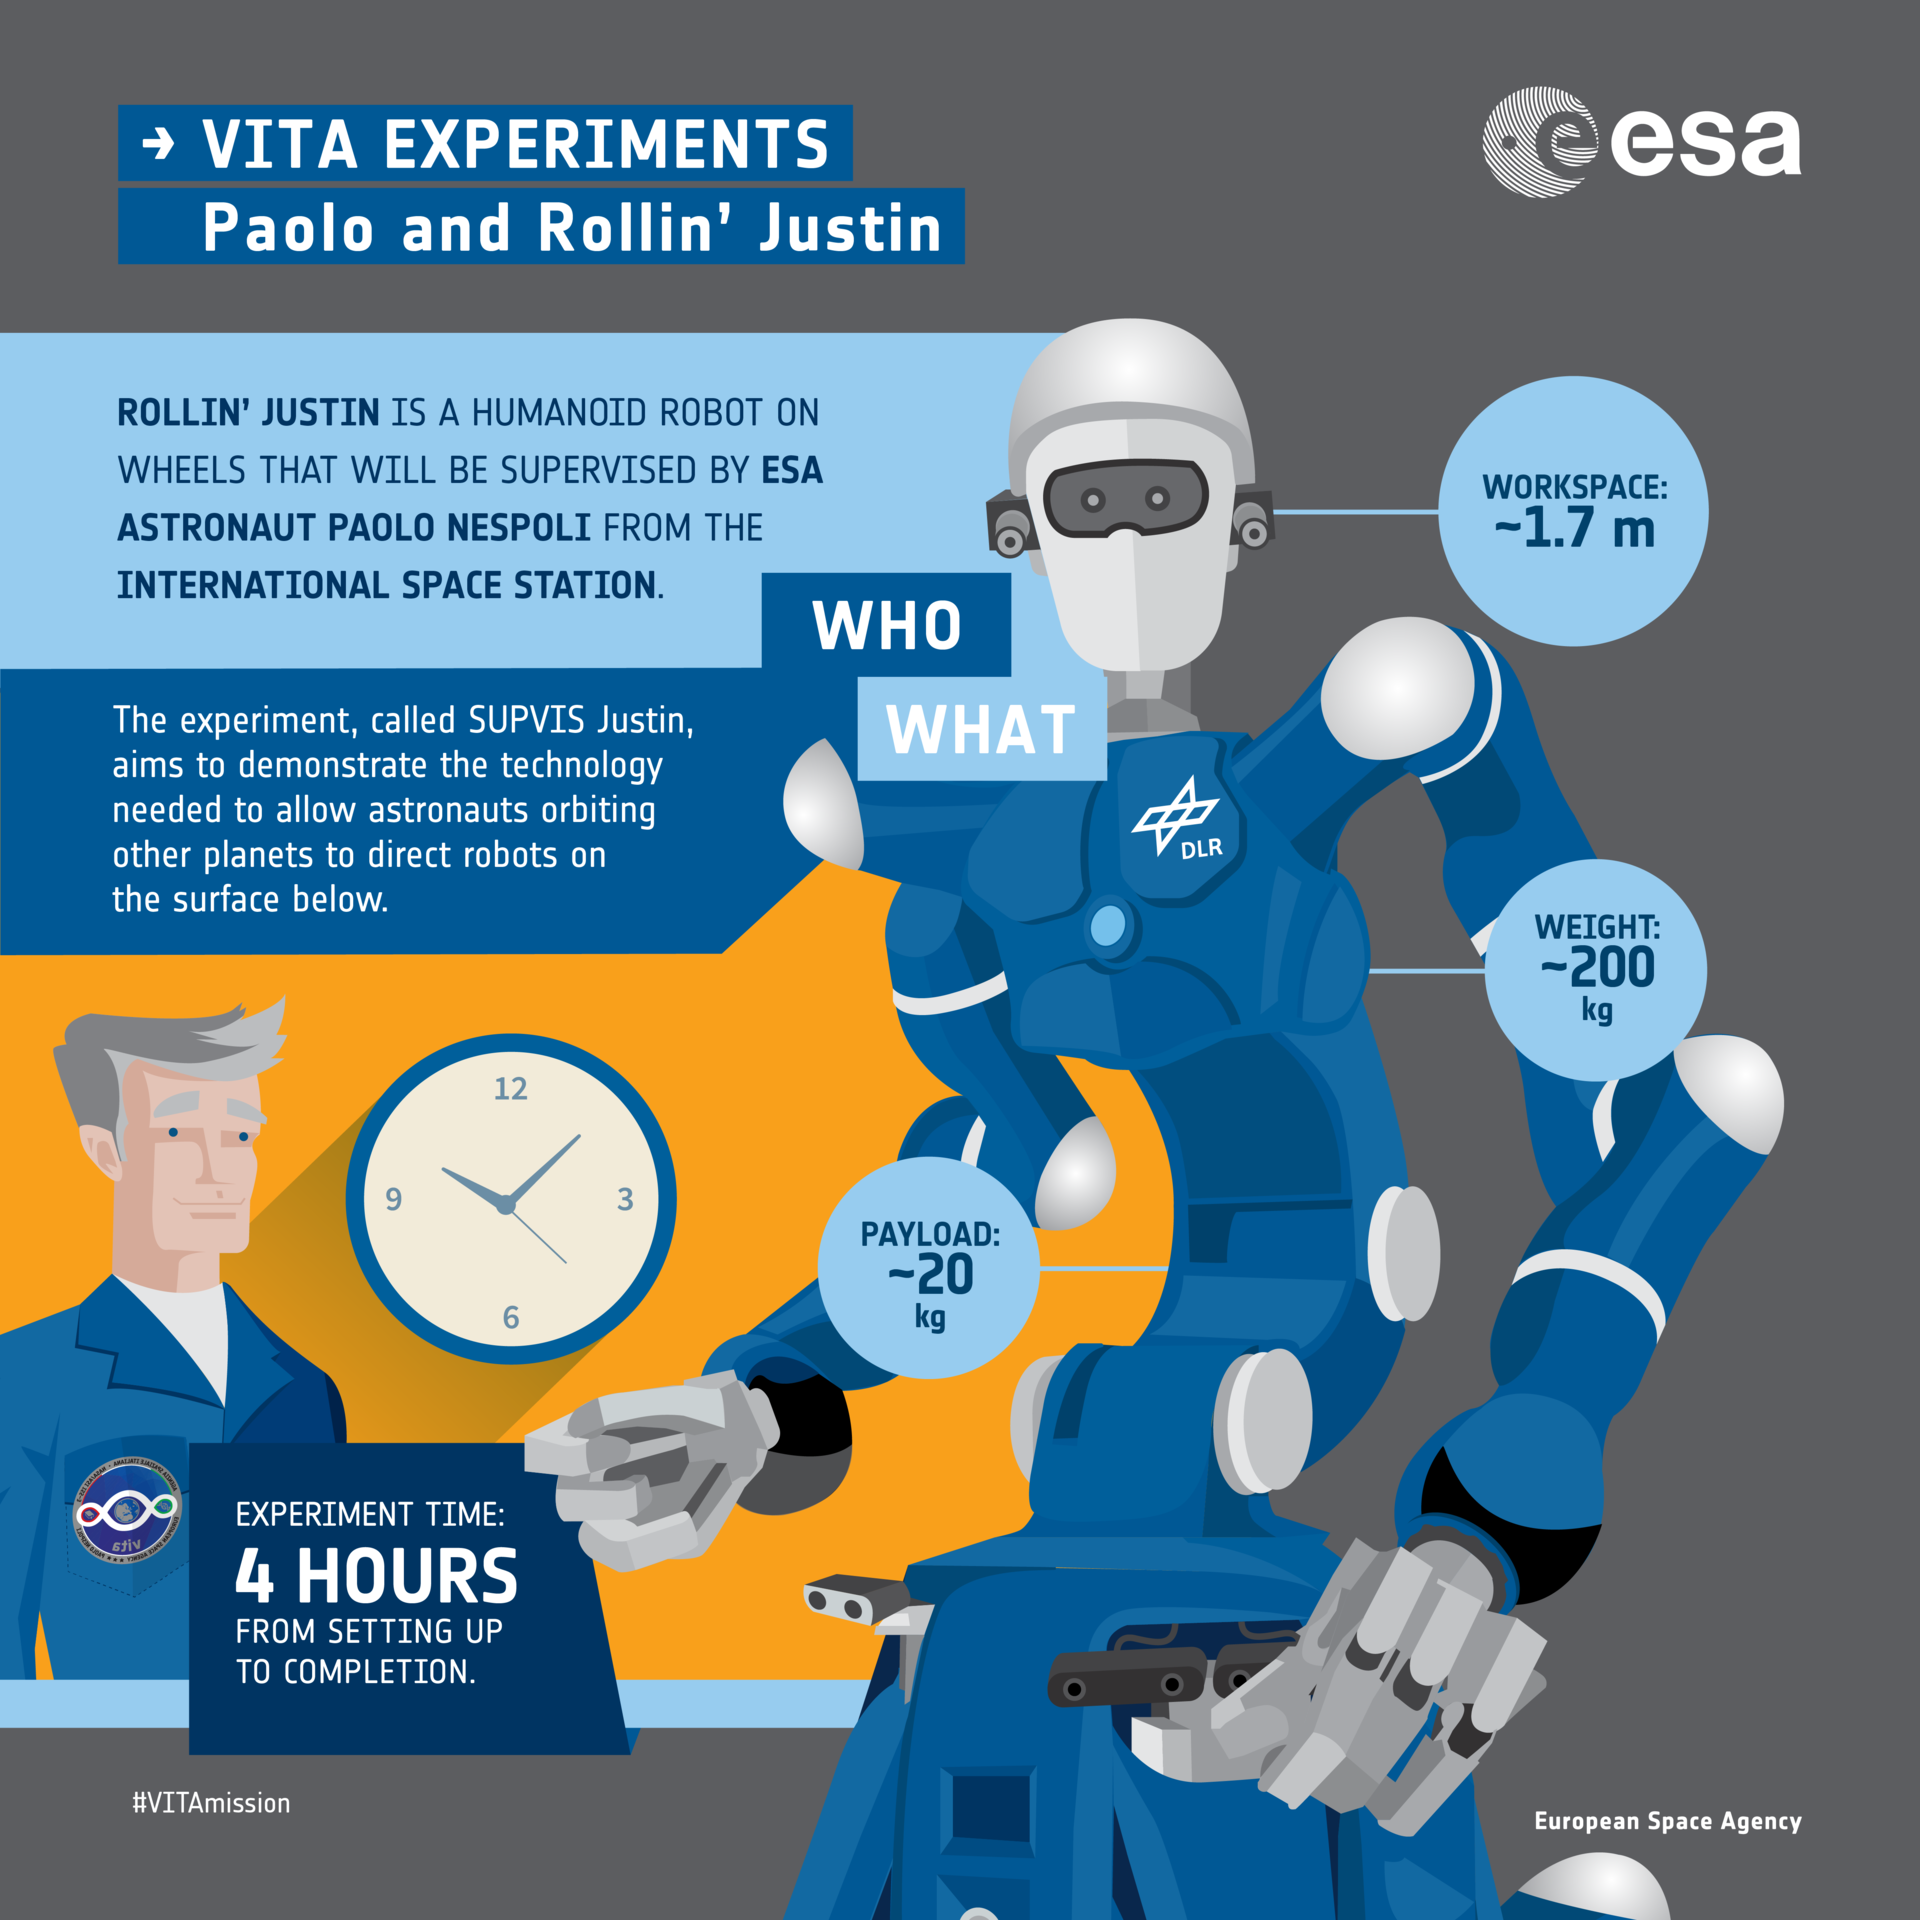 → VITA EXPERIMENTS
Paolo and Rollin’ Justin
esa
ROLLIN’ JUSTIN IS A HUMANOID ROBOT ON
WHEELS THAT WILL BE SUPERVISED BY ESA
ASTRONAUT PAOLO NESPOLI FROM THE
INTERNATIONAL SPACE STATION.
WHO
WHAT
The experiment, called SUPVIS Justin,
aims to demonstrate the technology
needed to allow astronauts orbiting
other planets to direct robots on
the surface below.
WORKSPACE:
~1.7 m
DLR
WEIGHT:
~200
kg
12
9
3
6
PAYLOAD:
~20
kg
vita
EXPERIMENT TIME:
4 HOURS
FROM SETTING UP
TO COMPLETION.
#VITAmission
European Space Agency